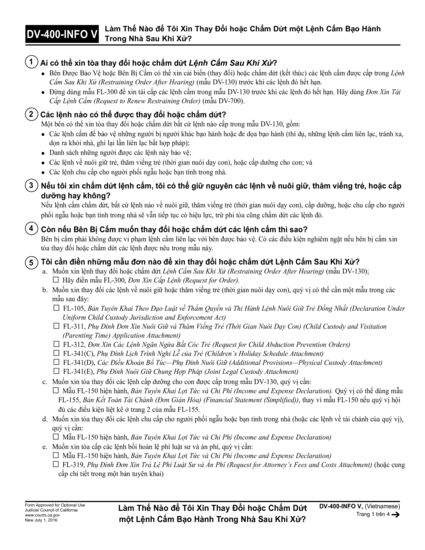 DV-400-INFO V
Làm Thế Nào để Tôi Xin Thay Đổi hoặc Chấm Dứt một Lệnh Cấm Bạo Hành
Trong Nhà Sau Khi Xử?
1 Ai có thể xin tòa thay đổi hoặc chấm dứt Lệnh Cấm Sau Khi Xử?
● Bên Được Bảo Vệ hoặc Bên Bị Cấm có thể xin cải biến (thay đổi) hoặc chấm dứt (kết thúc) các lệnh cấm được cấp trong Lệnh
Cấm Sau Khi Xử (Restraining Order After Hearing) (mẫu DV-130) trước khi các lệnh đó hết hạn.
● Đừng dùng mẫu FL-300 để xin tái cấp các lệnh cấm trong mẫu DV-130 trước khi các lệnh đó hết hạn. Hãy dùng Đơn Xin Tái
Cấp Lệnh Cấm (Request to Renew Restraining Order) (mẫu DV-700).
2 Các lệnh nào có thể được thay đổi hoặc chấm dứt?
Một bên có thể xin tòa thay đổi hoặc chấm dứt bất cứ lệnh nào cấp trong mẫu DV-130, gồm:
● Các lệnh cấm để bảo vệ những người bị người khác bạo hành hoặc đe dọa bạo hành (thí dụ, những lệnh cấm liên lạc, tránh xa,
dọn ra khỏi nhà, ghi lại lần liên lạc bất hợp pháp);
● Danh sách những người được các lệnh này bảo vệ;
● Các lệnh về nuôi giữ, thăm viếng trẻ (thời gian nuôi dạy con), hoặc cấp dưỡng cho con; và
● Các lệnh chu cấp cho người phối ngẫu hoặc bạn tình trong nhà.
3 Nếu tôi xin chấm dứt lệnh cấm, tôi có thể giữ nguyên các lệnh về nuôi giữ, thăm viếng trẻ, hoặc cấp
dưỡng hay không?
Nếu lệnh cấm chấm dứt, bất cứ lệnh nào về nuôi giữ, thăm viếng trẻ (thời gian nuôi dạy con), cấp dưỡng, hoặc chu cấp cho người
phối ngẫu hoặc bạn tình trong nhà sẽ vẫn tiếp tục có hiệu lực, trừ phi tòa cũng chấm dứt các lệnh đó.
4 Còn nếu Bên Bị Cấm muốn thay đổi hoặc chấm dứt các lệnh cấm thì sao?
Bên bị cấm phải không được vi phạm lệnh cấm liên lạc với bên được bảo vệ. Có các điều kiện nghiêm ngặt nếu bên bị cấm xin
tòa thay đổi hoặc chấm dứt các lệnh được nêu trong mẫu này.
5 Tôi cần điền những mẫu đơn nào để xin thay đổi hoặc chấm dứt Lệnh Cấm Sau Khi Xử?
a. Muốn xin lệnh thay đổi hoặc chấm dứt Lệnh Cấm Sau Khi Xử (Restraining Order After Hearing) (mẫu DV-130);
☐ Hãy điền mẫu FL-300, Đơn Xin Cấp Lệnh (Request for Order).
b. Muốn xin thay đổi các lệnh về nuôi giữ hoặc thăm viếng trẻ (thời gian nuôi dạy con), quý vị có thể cần một mẫu trong các
mẫu sau đây:
☐ FL-105, Bản Tuyên Khai Theo Đạo Luật về Thẩm Quyền và Thi Hành Lệnh Nuôi Giữ Trẻ Đồng Nhất (Declaration Under
Uniform Child Custody Jurisdiction and Enforcement Act)
☐ FL-311, Phụ Đính Đơn Xin Nuôi Giữ và Thăm Viếng Trẻ (Thời Gian Nuôi Dạy Con) (Child Custody and Visitation
(Parenting Time) Application Attachment)
☐ FL-312, Đơn Xin Các Lệnh Ngăn Ngừa Bắt Cóc Trẻ (Request for Child Abduction Prevention Orders)
☐ FL-341(C), Phụ Đính Lịch Trình Nghỉ Lễ của Trẻ (Children's Holiday Schedule Attachment)
☐ FL-341(D), Các Điều Khoản Bổ Túc—Phụ Đính Nuôi Giữ (Additional Provisions—Physical Custody Attachment)
☐ FL-341(E), Phụ Đính Nuôi Giữ Chung Hợp Pháp (Joint Legal Custody Attachment)
c. Muốn xin tòa thay đổi các lệnh cấp dưỡng cho con được cấp trong mẫu DV-130, quý vị cần:
☐ Mẫu FL-150 hiện hành, Bản Tuyên Khai Lợi Tức và Chi Phí (Income and Expense Declaration). Quý vị có thể dùng mẫu
FL-155, Bản Kết Toán Tài Chánh (Đơn Giản Hóa) (Financial Statement (Simplified)), thay vì mẫu FL-150 nếu quý vị hội
đủ các điều kiện liệt kê ở trang 2 của mẫu FL-155.
d. Muốn xin tòa thay đổi các lệnh chu cấp cho người phối ngẫu hoặc bạn tình trong nhà (hoặc các lệnh về tài chánh của quý vị),
quý vị cần:
☐ Mẫu FL-150 hiện hành, Bản Tuyên Khai Lợi Tức và Chi Phí (Income and Expense Declaration)
e. Muốn xin tòa cấp các lệnh bồi hoàn lệ phí luật sư và án phí, quý vị cần:
☐ Mẫu FL-150 hiện hành, Bản Tuyên Khai Lợi Tức và Chi Phí (Income and Expense Declaration)
☐ FL-319, Phụ Đính Đơn Xin Trả Lệ Phí Luật Sư và Án Phí (Request for Attorney's Fees and Costs Attachment) (hoặc cung
cấp chi tiết trong một bản tuyên khai)
Form Approved for Optional Use
Judicial Council of California
www.courts.ca.gov
New July 1, 2016
Làm Thế Nào để Tôi Xin Thay Đổi hoặc Chấm Dứt
một Lệnh Cấm Bạo Hành Trong Nhà Sau Khi Xử?
DV-400-INFO V, (Vietnamese)
Trang 1 trên 4 →